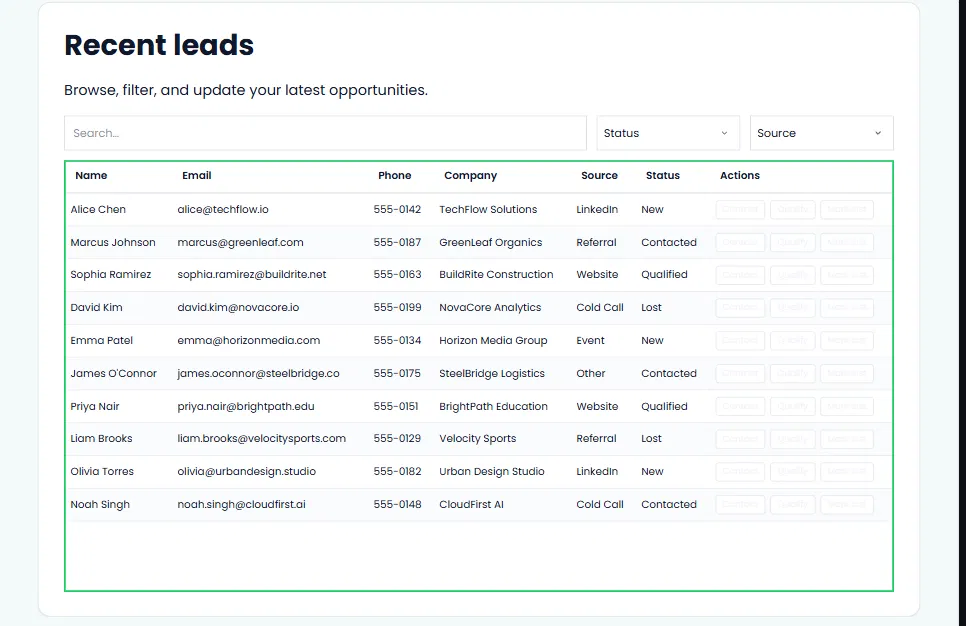 Recent leads
Browse, filter, and update your latest opportunities.
Search...
Status
Source
Name Email Phone Company Source Status Actions
Alice Chen alice@techflow.io 555-0142 TechFlow Solutions LinkedIn New
Marcus Johnson marcus@greenleaf.com 555-0187 GreenLeaf Organics Referral Contacted
Sophia Ramirez sophia.ramirez@buildrite.net 555-0163 BuildRite Construction Website Qualified
David Kim david.kim@novacore.io 555-0199 NovaCore Analytics Cold Call Lost
Emma Patel emma@horizonmedia.com 555-0134 Horizon Media Group Event New
James O'Connor james.oconnor@steelbridge.co 555-0175 SteelBridge Logistics Other Contacted
Priya Nair priya.nair@brightpath.edu 555-0151 BrightPath Education Website Qualified
Liam Brooks liam.brooks@velocitysports.com 555-0129 Velocity Sports Referral Lost
Olivia Torres olivia@urbandesign.studio 555-0182 Urban Design Studio LinkedIn New
Noah Singh noah.singh@cloudfirst.ai 555-0148 CloudFirst AI Cold Call Contacted